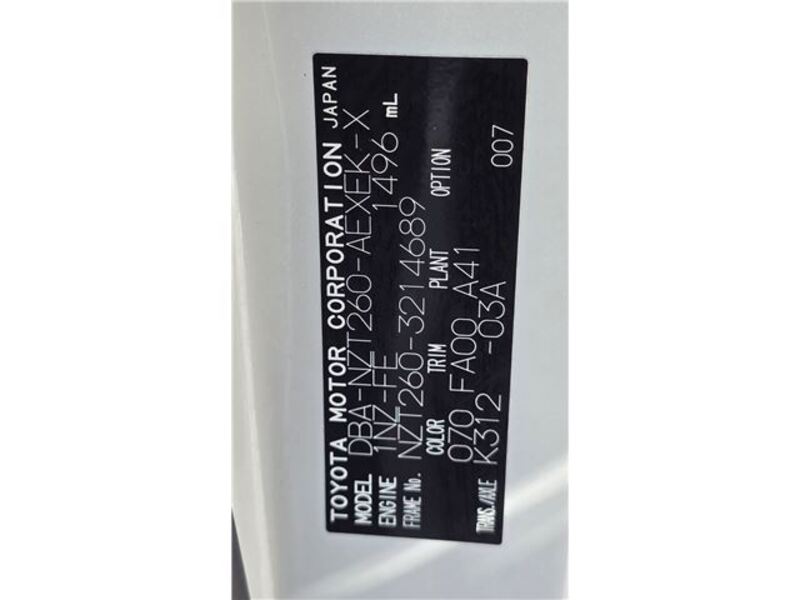 TOYOTA MOTOR CORPORATION JAPAN
MODEL DBA-NZT260-AEXEK-X
ENGINE 1NZ-FE 1496 mL
FRAME No. NZT260-3214689
COLOR TRIM PLANT OPTION
070 FA00 A41
TRANS./AXLE K312 -03A 007